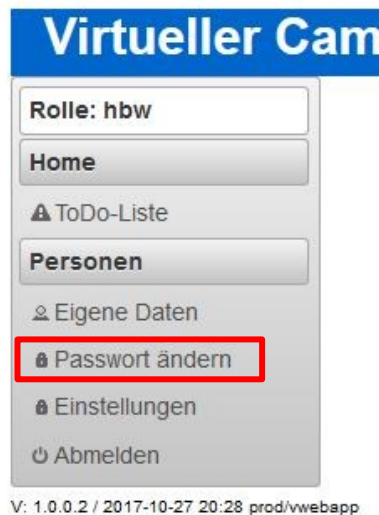 Virtueller Cam
Rolle: hbw
Home
ToDo-Liste
Personen
Eigene Daten
Passwort ändern
Einstellungen
Abmelden
V: 1.0.0.2 / 2017-10-27 20:28 prod/vwebapp